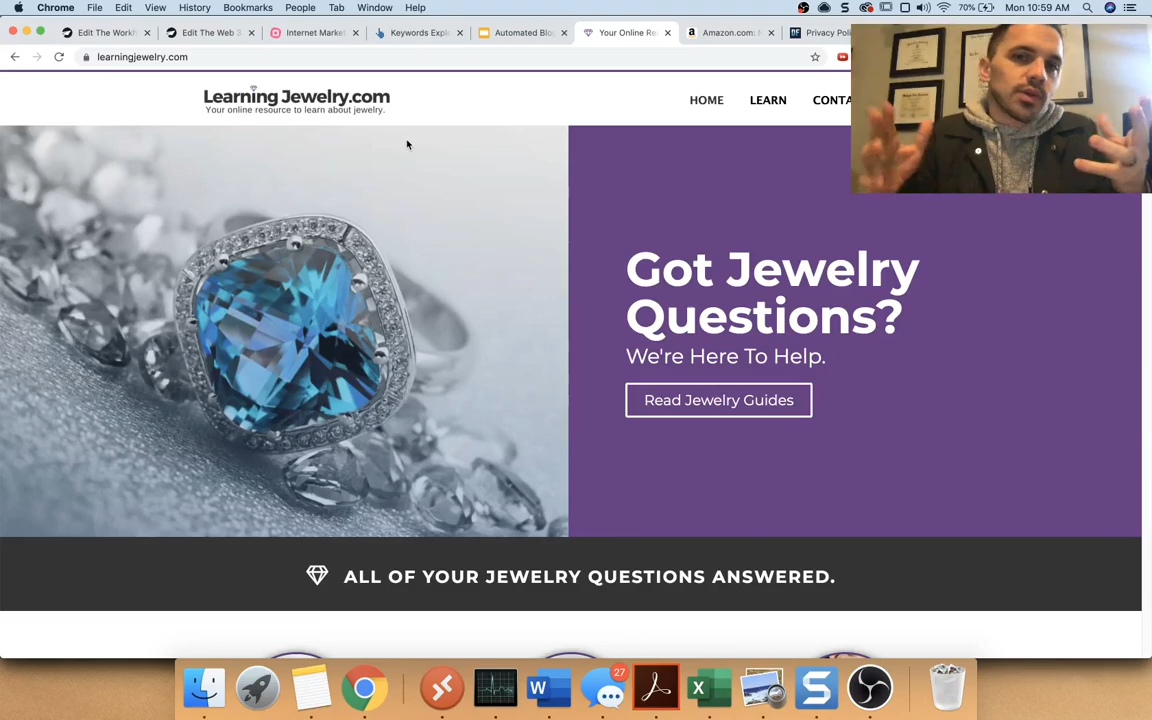 Chrome File Edit View History Bookmarks People Tab Window Help 70% Mon 10:59 AM
Edit The Work Edit The Web 3 Internet Market Keywords Expl Automated Blo Your Online Re Amazon.com: Privacy Poli
learningjewelry.com
Learning Jewelry.com
Your online resource to learn about jewelry.
HOME LEARN CONTA
Got Jewelry
Questions?
We're Here To Help.
Read Jewelry Guides
ALL OF YOUR JEWELRY QUESTIONS ANSWERED.
27